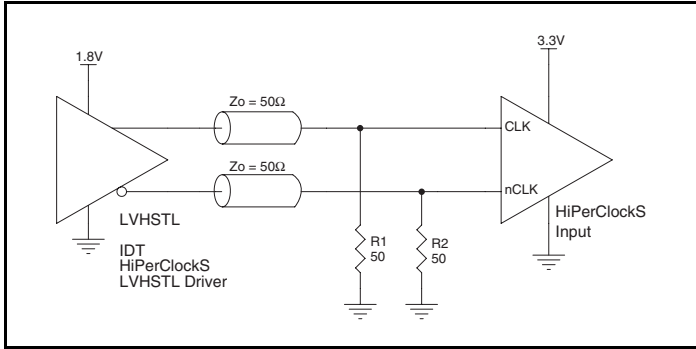 1.8V
3.3V
Zo = 50Ω
CLK
Zo = 50Ω
nCLK
LVHSTL
HiPerClockS
Input
IDT
HiPerClockS
LVHSTL Driver
R1
50
R2
50